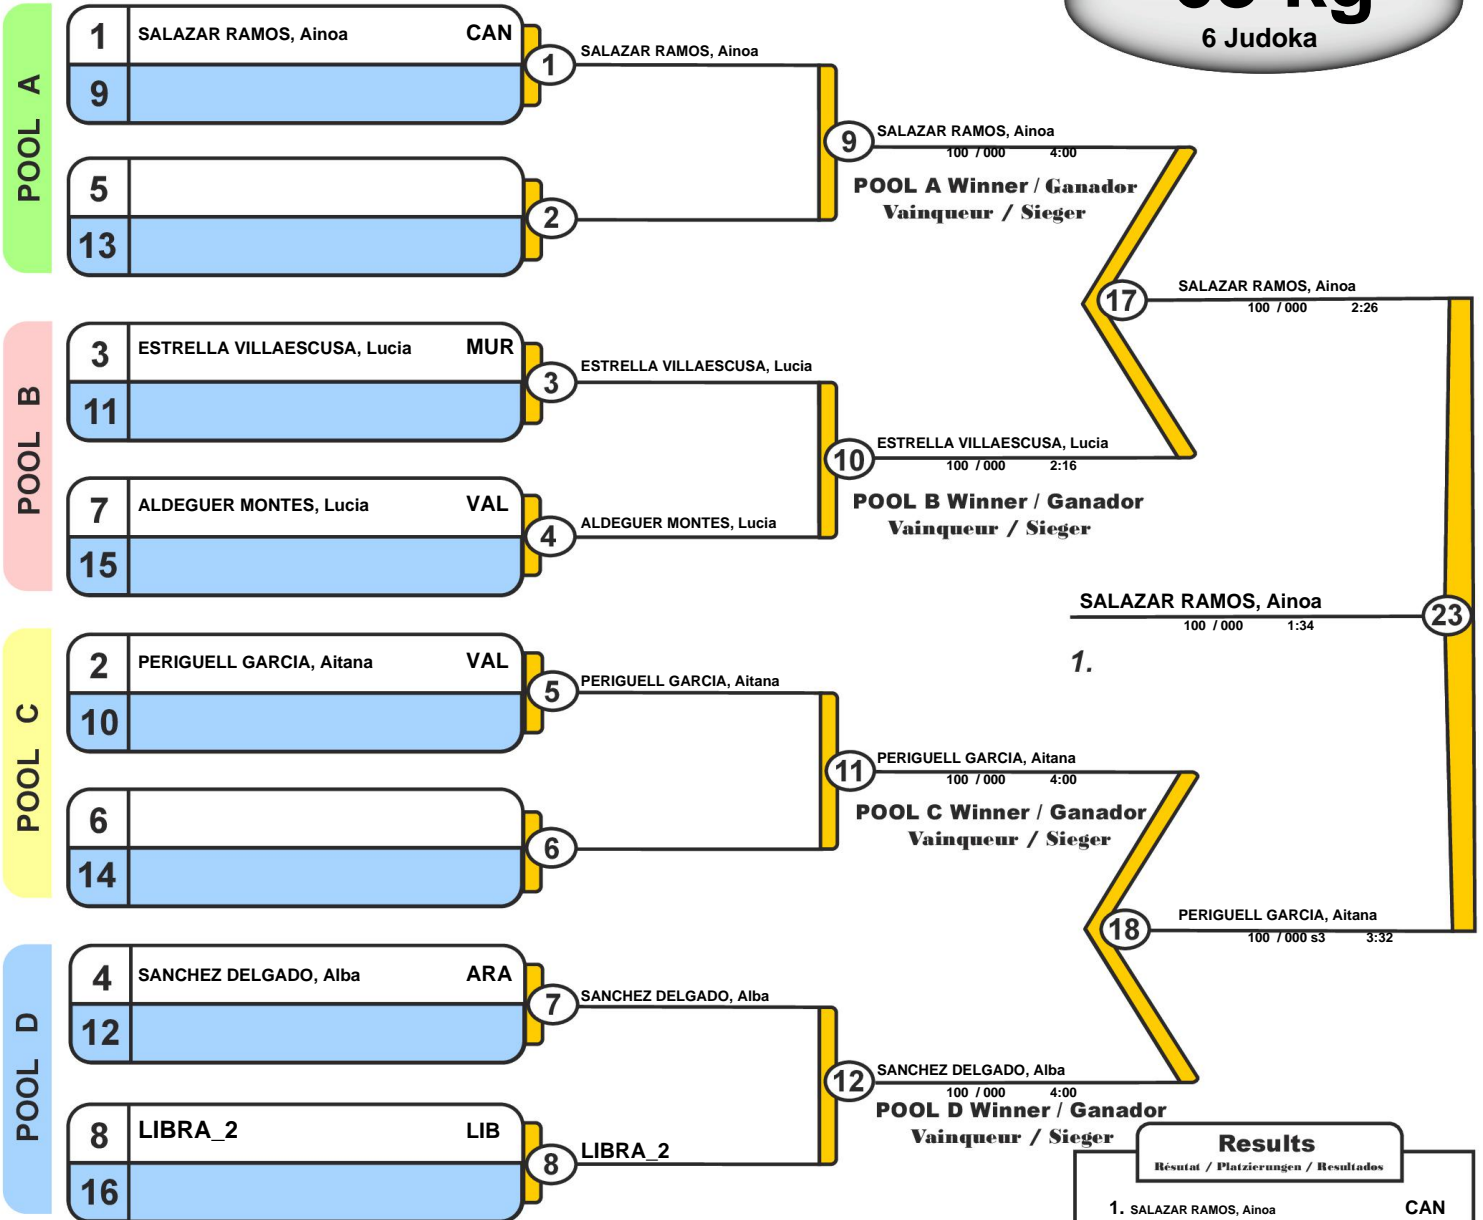 6 Judoka
POOL A
1 SALAZAR RAMOS, Ainoa CAN
9
1 SALAZAR RAMOS, Ainoa
5
13
2
9 SALAZAR RAMOS, Ainoa
100 / 000 4:00
POOL A Winner / Ganador
Vainqueur / Sieger
POOL B
3 ESTRELLA VILLAESCUSA, Lucia MUR
11
3 ESTRELLA VILLAESCUSA, Lucia
7 ALDEGUER MONTES, Lucia VAL
15
4 ALDEGUER MONTES, Lucia
10 ESTRELLA VILLAESCUSA, Lucia
100 / 000 2:16
POOL B Winner / Ganador
Vainqueur / Sieger
17 SALAZAR RAMOS, Ainoa
100 / 000 2:26
SALAZAR RAMOS, Ainoa 23
100 / 000 1:34
1.
POOL C
2 PERIGUELL GARCIA, Aitana VAL
10
5 PERIGUELL GARCIA, Aitana
6
14
6
11 PERIGUELL GARCIA, Aitana
100 / 000 4:00
POOL C Winner / Ganador
Vainqueur / Sieger
POOL D
4 SANCHEZ DELGADO, Alba ARA
12
7 SANCHEZ DELGADO, Alba
8 LIBRA_2 LIB
16
8 LIBRA_2
12 SANCHEZ DELGADO, Alba
100 / 000 4:00
POOL D Winner / Ganador
Vainqueur / Sieger
18 PERIGUELL GARCIA, Aitana
100 / 000 s3 3:32
Results
Résutat / Platzierungen / Resultados
1. SALAZAR RAMOS, Ainoa CAN